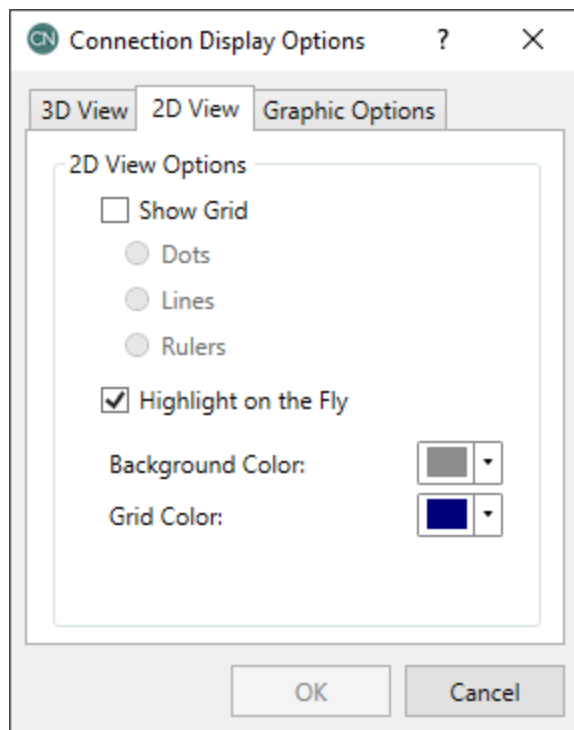 CN Connection Display Options ?
3D View 2D View Graphic Options
2D View Options
Show Grid
Dots
Lines
Rulers
Highlight on the Fly
Background Color:
Grid Color:
OK Cancel